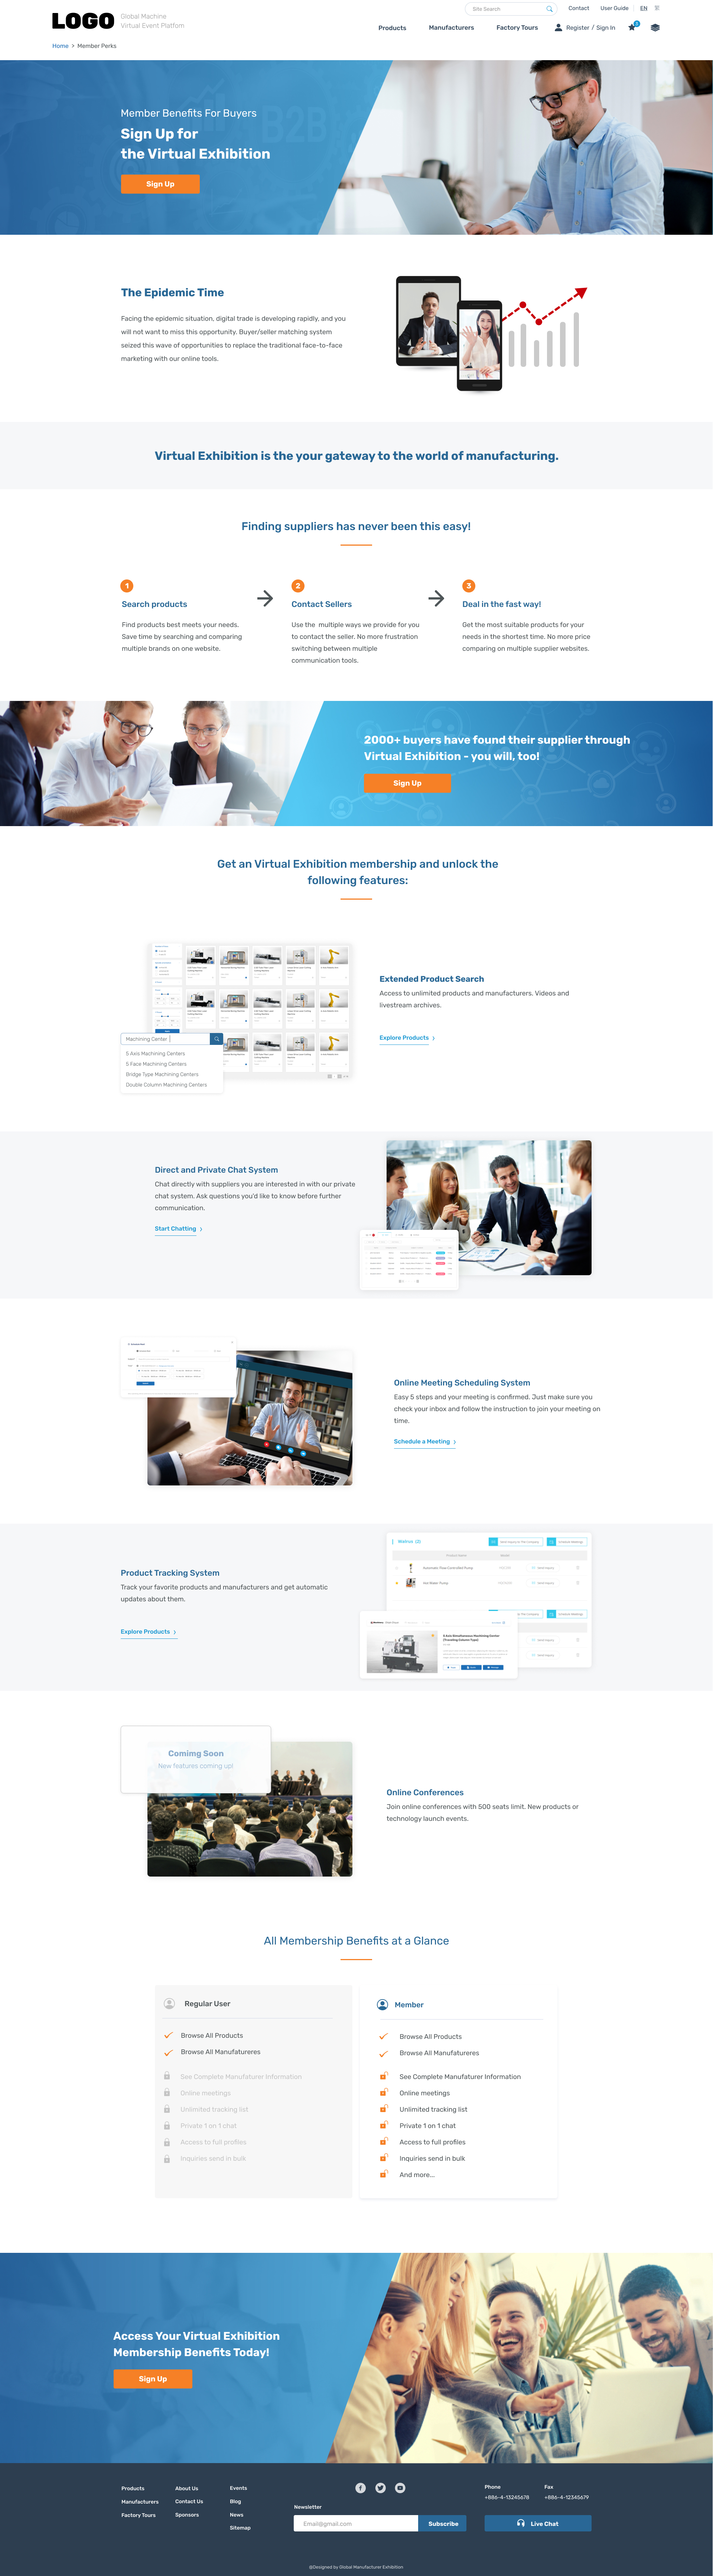 Site Search
Contact
User Guide
EN
繁
LOGO
Global Machine
Virtual Event Platfom
Products
Manufacturers
Factory Tours
Register / Sign In
Home > Member Perks
Member Benefits For Buyers
Sign Up for
the Virtual Exhibition
Sign Up
The Epidemic Time
Facing the epidemic situation, digital trade is developing rapidly, and you
will not want to miss this opportunity. Buyer/seller matching system
seized this wave of opportunities to replace the traditional face-to-face
marketing with our online tools.
Virtual Exhibition is the your gateway to the world of manufacturing.
Finding suppliers has never been this easy!
1
Search products
Find products best meets your needs.
Save time by searching and comparing
multiple brands on one website.
2
Contact Sellers
Use the multiple ways we provide for you
to contact the seller. No more frustration
switching between multiple
communication tools.
3
Deal in the fast way!
Get the most suitable products for your
needs in the shortest time. No more price
comparing on multiple supplier websites.
2000+ buyers have found their supplier through
Virtual Exhibition - you will, too!
Sign Up
Get an Virtual Exhibition membership and unlock the
following features:
Machining Center
5 Axis Machining Centers
5 Face Machining Centers
Bridge Type Machining Centers
Double Column Machining Centers
Extended Product Search
Access to unlimited products and manufacturers. Videos and
livestream archives.
Explore Products
Direct and Private Chat System
Chat directly with suppliers you are interested in with our private
chat system. Ask questions you'd like to know before further
communication.
Start Chatting
Online Meeting Scheduling System
Easy 5 steps and your meeting is confirmed. Just make sure you
check your inbox and follow the instruction to join your meeting on
time.
Schedule a Meeting
Product Tracking System
Track your favorite products and manufacturers and get automatic
updates about them.
Explore Products
Comimg Soon
New features coming up!
Online Conferences
Join online conferences with 500 seats limit. New products or
technology launch events.
All Membership Benefits at a Glance
Regular User
Browse All Products
Browse All Manufatureres
See Complete Manufaturer Information
Online meetings
Unlimited tracking list
Private 1 on 1 chat
Access to full profiles
Inquiries send in bulk
Member
Browse All Products
Browse All Manufatureres
See Complete Manufaturer Information
Online meetings
Unlimited tracking list
Private 1 on 1 chat
Access to full profiles
Inquiries send in bulk
And more...
Access Your Virtual Exhibition
Membership Benefits Today!
Sign Up
Products
Manufacturers
Factory Tours
About Us
Contact Us
Sponsors
Events
Blog
News
Sitemap
Newsletter
Email@gmail.com
Subscribe
Phone
+886-4-13245678
Fax
+886-4-12345679
Live Chat
@Designed by Global Manufacturer Exhibition